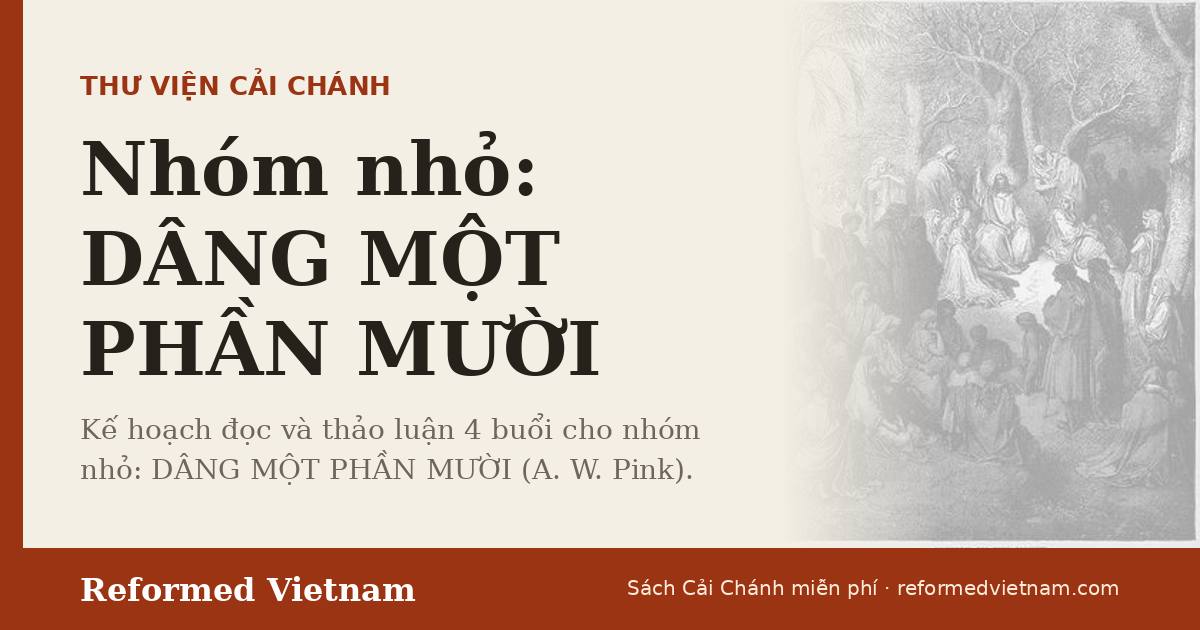 THƯ VIỆN CẢI CHÁNH
Nhóm nhỏ:
DÂNG MỘT
PHẦN MƯỜI
Kế hoạch đọc và thảo luận 4 buổi cho nhóm
nhỏ: DÂNG MỘT PHẦN MƯỜI (A. W. Pink).
Reformed Vietnam
Sách Cải Chánh miễn phí · reformedvietnam.com